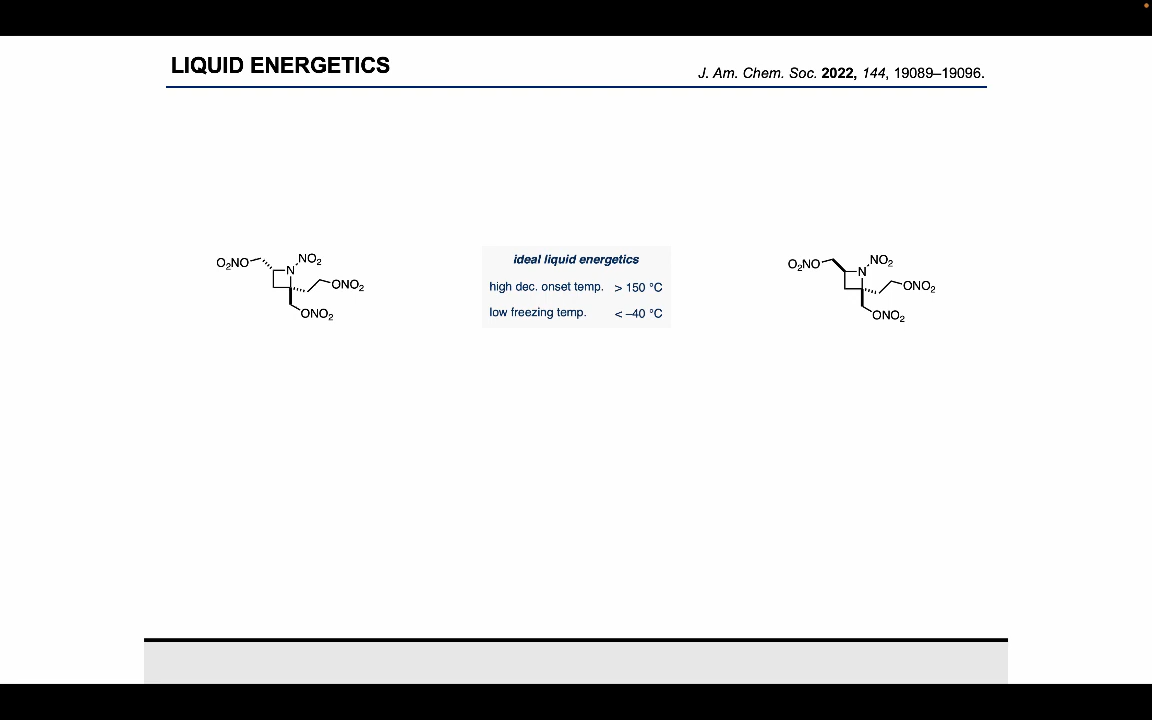 LIQUID ENERGETICS
J. Am. Chem. Soc. 2022, 144, 19089–19096.
O₂NO
N
NO₂
ONO₂
ONO₂
ideal liquid energetics
high dec. onset temp. > 150 °C
low freezing temp. < –40 °C
O₂NO
N
NO₂
ONO₂
ONO₂